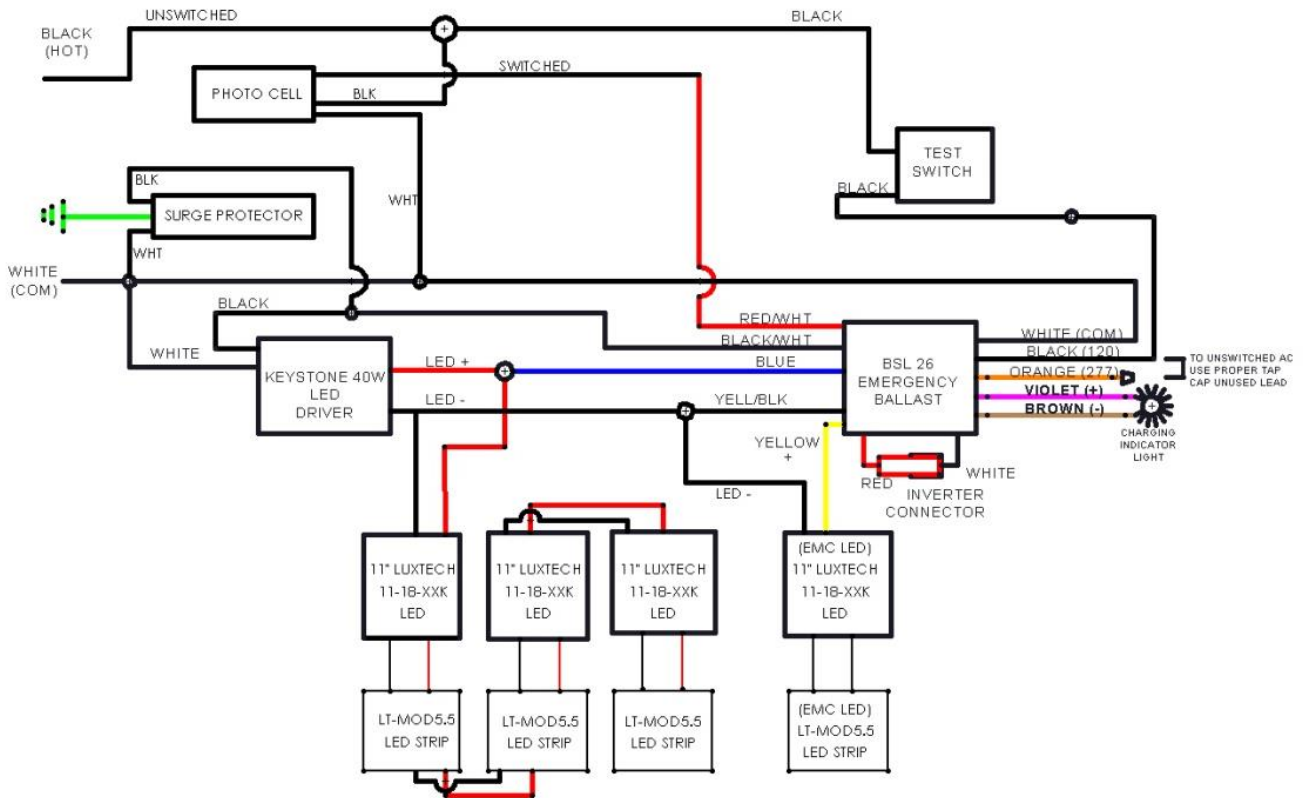 UNSWITCHED
BLACK
BLACK
(HOT)
SWITCHED
PHOTO CELL
BLK
TEST
SWITCH
BLK
BLACK
WHT
SURGE PROTECTOR
WHT
WHITE
(COM)
BLACK
RED/WHT
BLACK/WHT
WHITE (COM)
BLACK (120)
WHITE
LED +
BLUE
KEYSTONE 40W
LED
DRIVER
BSL 26
EMERGENCY
BALLAST
ORANGE (277)
TO UNSWITCHED AC
USE PROPER TAP
CAP UNUSED LEAD
VIOLET (+)
BROWN (-)
LED -
YELL/BLK
CHARGING
INDICATOR
LIGHT
YELLOW
+
RED
WHITE
INVERTER
CONNECTOR
LED -
11" LUXTECH
11-18-XXK
LED
11" LUXTECH
11-18-XXK
LED
11" LUXTECH
11-18-XXK
LED
(EMC LED)
11" LUXTECH
11-18-XXK
LED
LT-MOD5.5
LED STRIP
LT-MOD5.5
LED STRIP
LT-MOD5.5
LED STRIP
(EMC LED)
LT-MOD5.5
LED STRIP